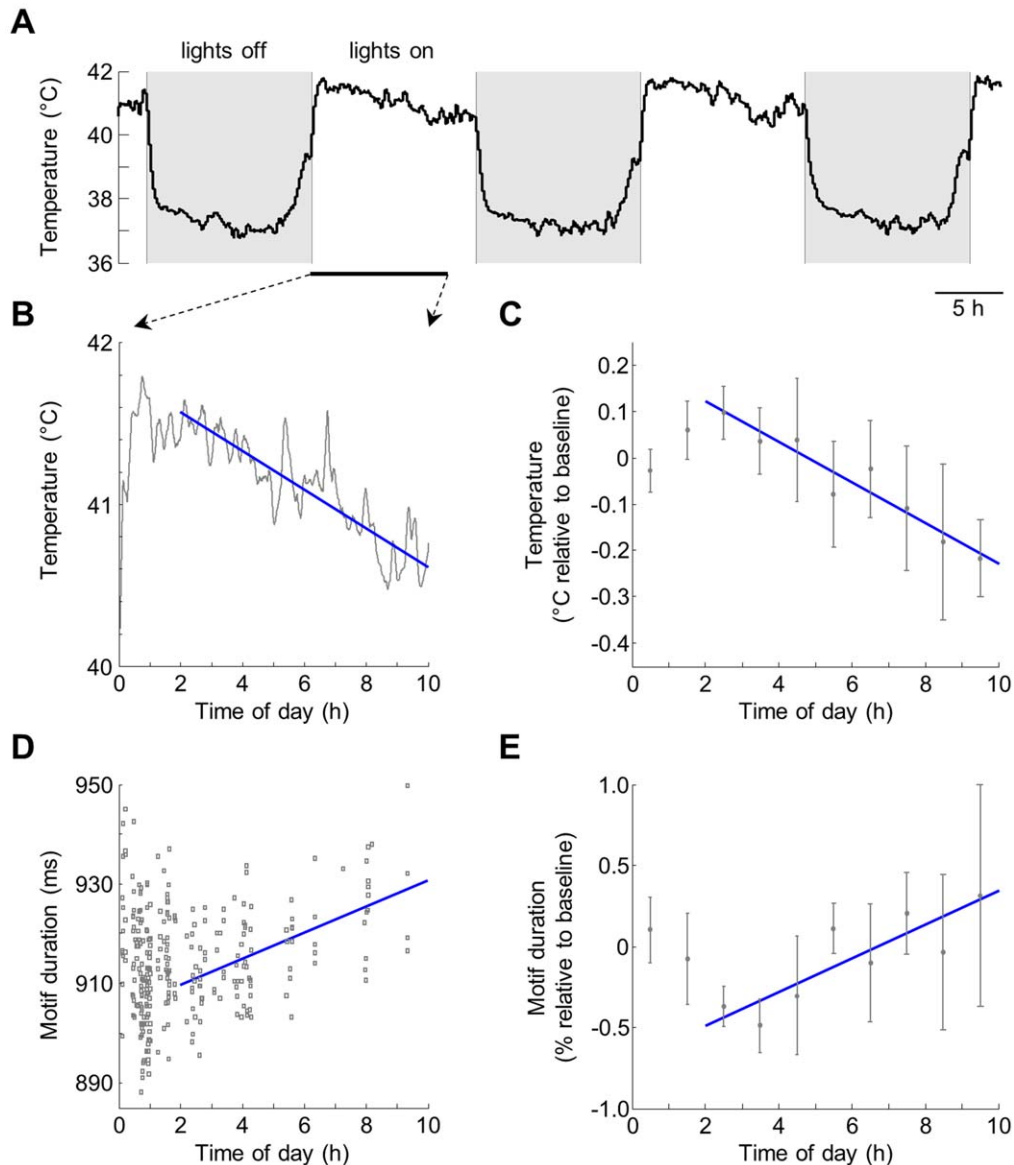 A
lights off
lights on
Temperature (°C)
42
40
38
36
5 h
B
Temperature (°C)
42
41
40
0 2 4 6 8 10
Time of day (h)
C
Temperature
(°C relative to baseline)
0.2
0.1
0
-0.1
-0.2
-0.3
-0.4
0 2 4 6 8 10
Time of day (h)
D
Motif duration (ms)
950
930
910
890
0 2 4 6 8 10
Time of day (h)
E
Motif duration
(% relative to baseline)
1.0
0.5
0
-0.5
-1.0
0 2 4 6 8 10
Time of day (h)